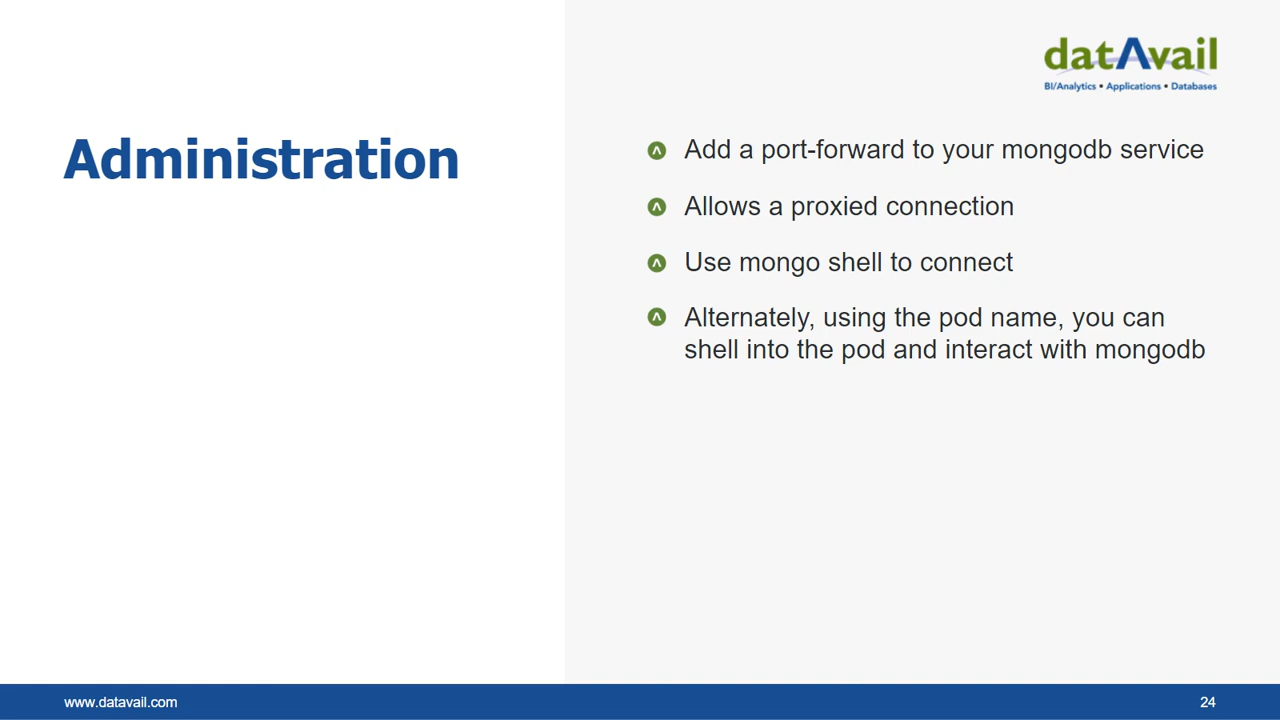 datAvail
BI/Analytics • Applications • Databases
Administration
Add a port-forward to your mongodb service
Allows a proxied connection
Use mongo shell to connect
Alternately, using the pod name, you can
shell into the pod and interact with mongodb
www.datavail.com
24